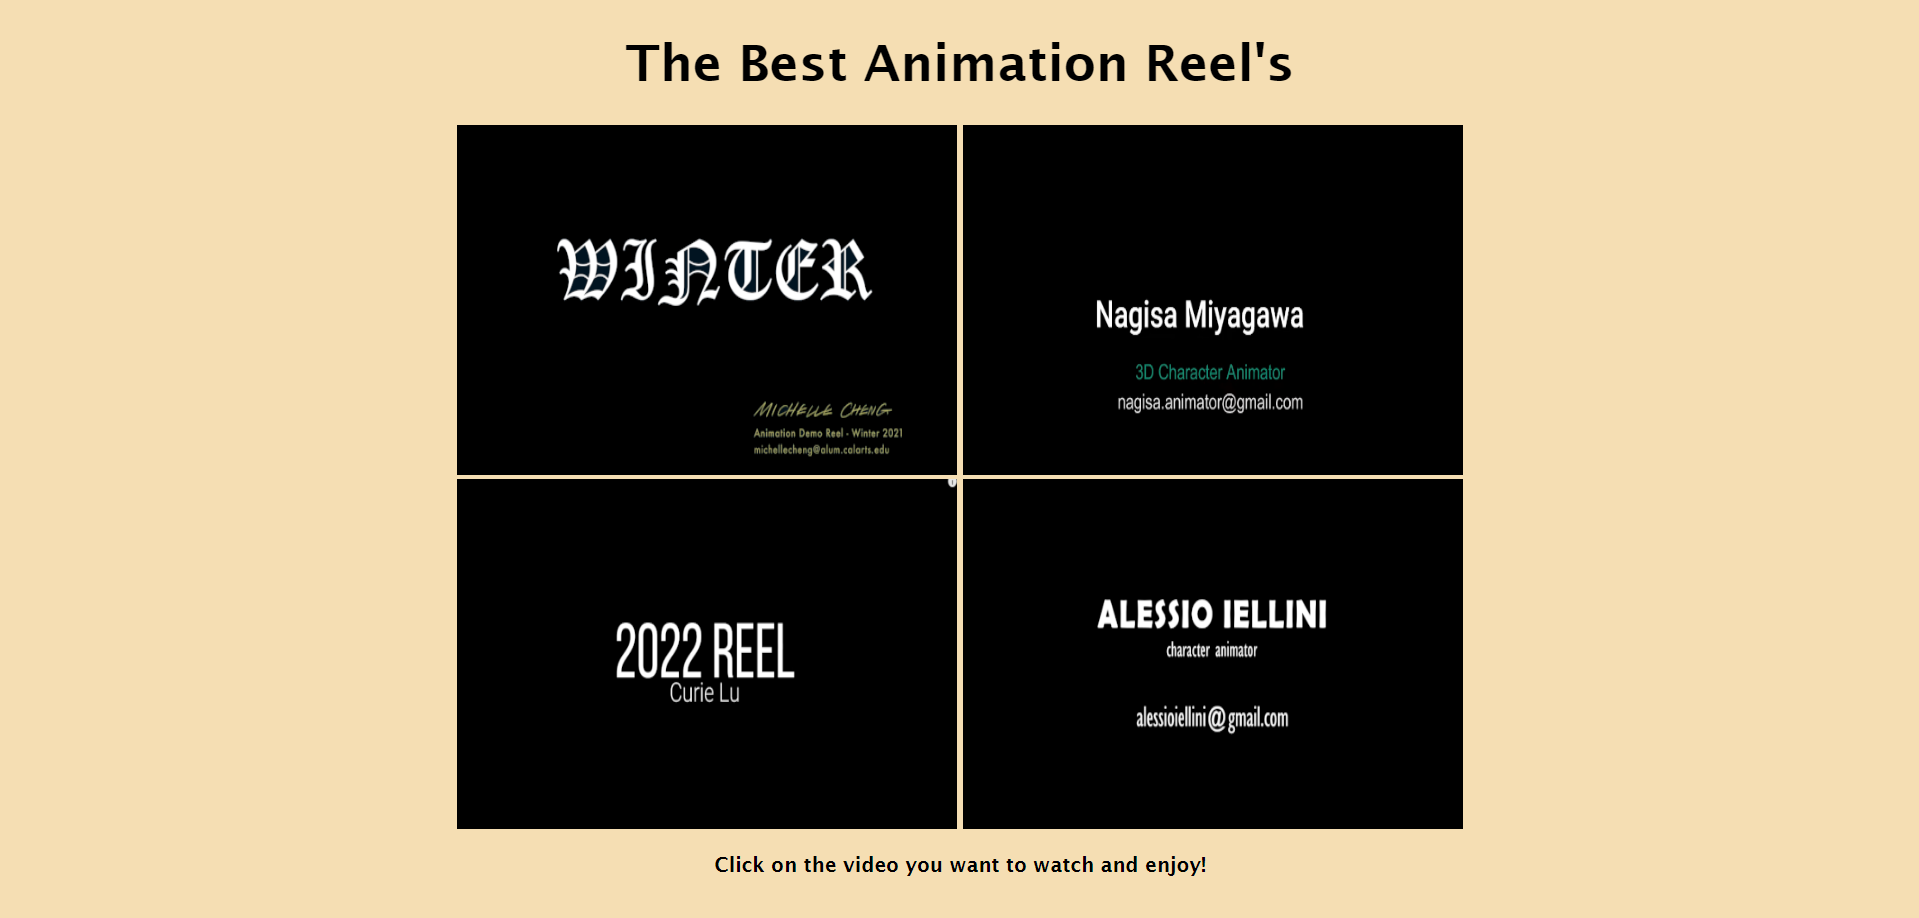 The Best Animation Reel's
WINTER
MICHELLE CHENG
Animation Demo Reel - Winter 2021
michellecheng@alum.calarts.edu
Nagisa Miyagawa
3D Character Animator
nagisa.animator@gmail.com
2022 REEL
Curie Lu
ALESSIO IELLINI
character animator
alessioiellini@gmail.com
Click on the video you want to watch and enjoy!